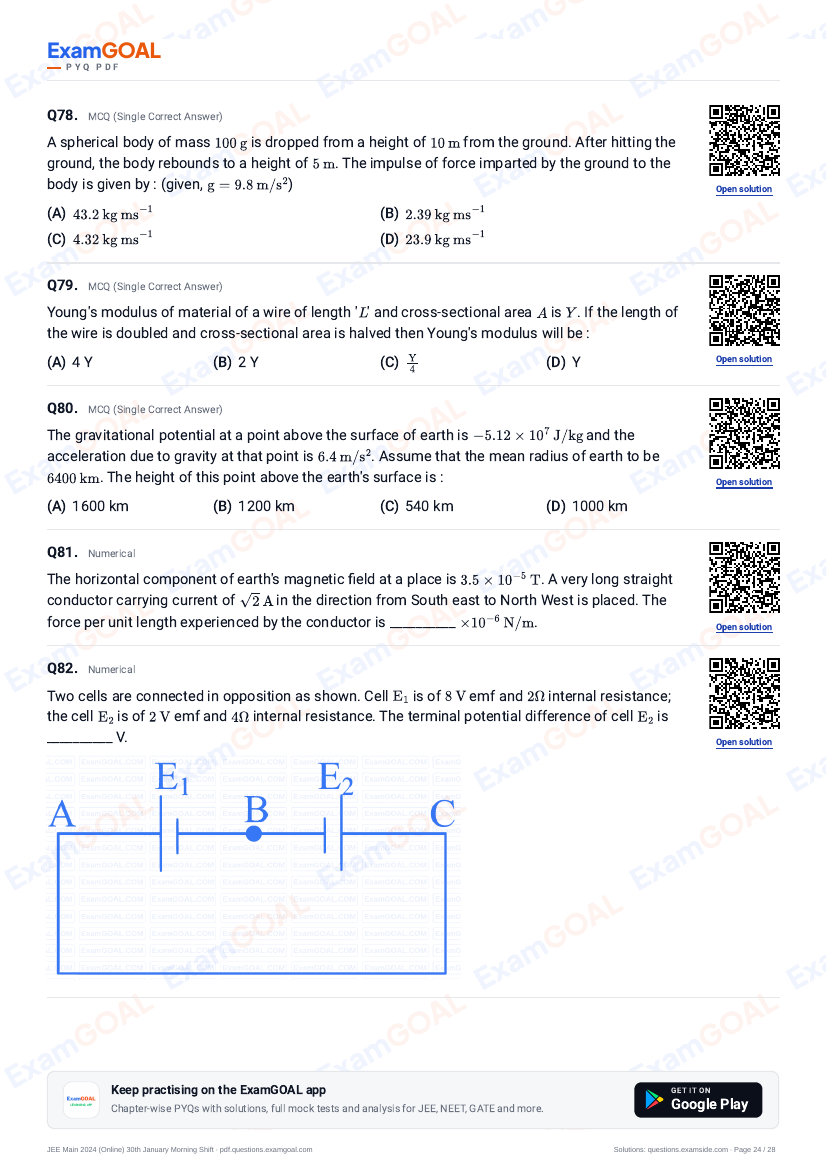 ExamGOAL
PYQ PDF
Q78. MCQ (Single Correct Answer)
A spherical body of mass 100 g is dropped from a height of 10 m from the ground. After hitting the
ground, the body rebounds to a height of 5 m. The impulse of force imparted by the ground to the
body is given by : (given, g = 9.8 m/s²)
(A) 43.2 kg ms⁻¹ (B) 2.39 kg ms⁻¹
(C) 4.32 kg ms⁻¹ (D) 23.9 kg ms⁻¹
Open solution
Q79. MCQ (Single Correct Answer)
Young's modulus of material of a wire of length 'L' and cross-sectional area A is Y. If the length of
the wire is doubled and cross-sectional area is halved then Young's modulus will be :
(A) 4 Y (B) 2 Y (C) Y/4 (D) Y
Open solution
Q80. MCQ (Single Correct Answer)
The gravitational potential at a point above the surface of earth is −5.12 × 10⁷ J/kg and the
acceleration due to gravity at that point is 6.4 m/s². Assume that the mean radius of earth to be
6400 km. The height of this point above the earth's surface is :
(A) 1600 km (B) 1200 km (C) 540 km (D) 1000 km
Open solution
Q81. Numerical
The horizontal component of earth's magnetic field at a place is 3.5 × 10⁻⁵ T. A very long straight
conductor carrying current of √2 A in the direction from South east to North West is placed. The
force per unit length experienced by the conductor is __________ ×10⁻⁶ N/m.
Open solution
Q82. Numerical
Two cells are connected in opposition as shown. Cell E₁ is of 8 V emf and 2Ω internal resistance;
the cell E₂ is of 2 V emf and 4Ω internal resistance. The terminal potential difference of cell E₂ is
__________ V.
Open solution
E₁ E₂
A B C
Keep practising on the ExamGOAL app
Chapter-wise PYQs with solutions, full mock tests and analysis for JEE, NEET, GATE and more.
GET IT ON
Google Play
JEE Main 2024 (Online) 30th January Morning Shift · pdf.questions.examgoal.com
Solutions: questions.examside.com · Page 24 / 28